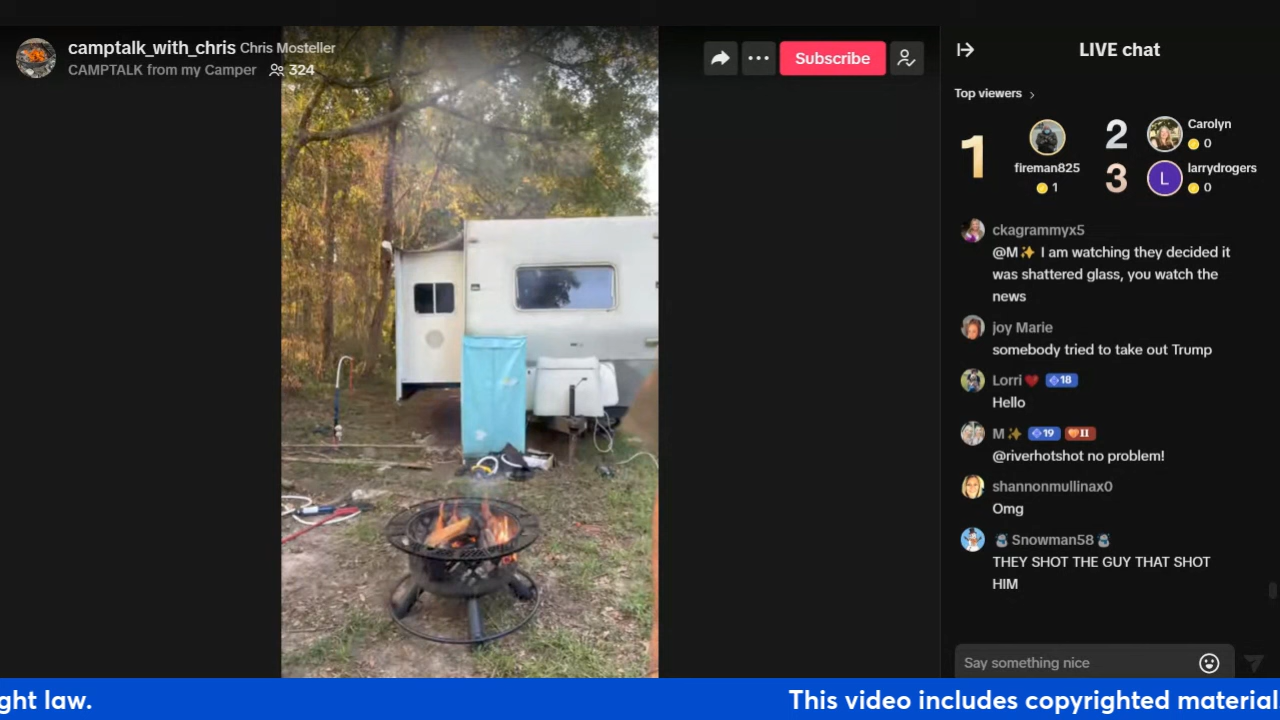 camptalk_with_chris Chris Mosteller
CAMPTALK from my Camper 324
Subscribe
LIVE chat
Top viewers
1
fireman825
1
2
Carolyn
0
3
L
larrydrogers
0
ckagrammyx5
@M✨ I am watching they decided it
was shattered glass, you watch the
news
joy Marie
somebody tried to take out Trump
Lorri❤️ 18
Hello
M✨ 19 II
@riverhotshot no problem!
shannonmullinax0
Omg
⛄Snowman58⛄
THEY SHOT THE GUY THAT SHOT
HIM
Say something nice
ght law. This video includes copyrighted material